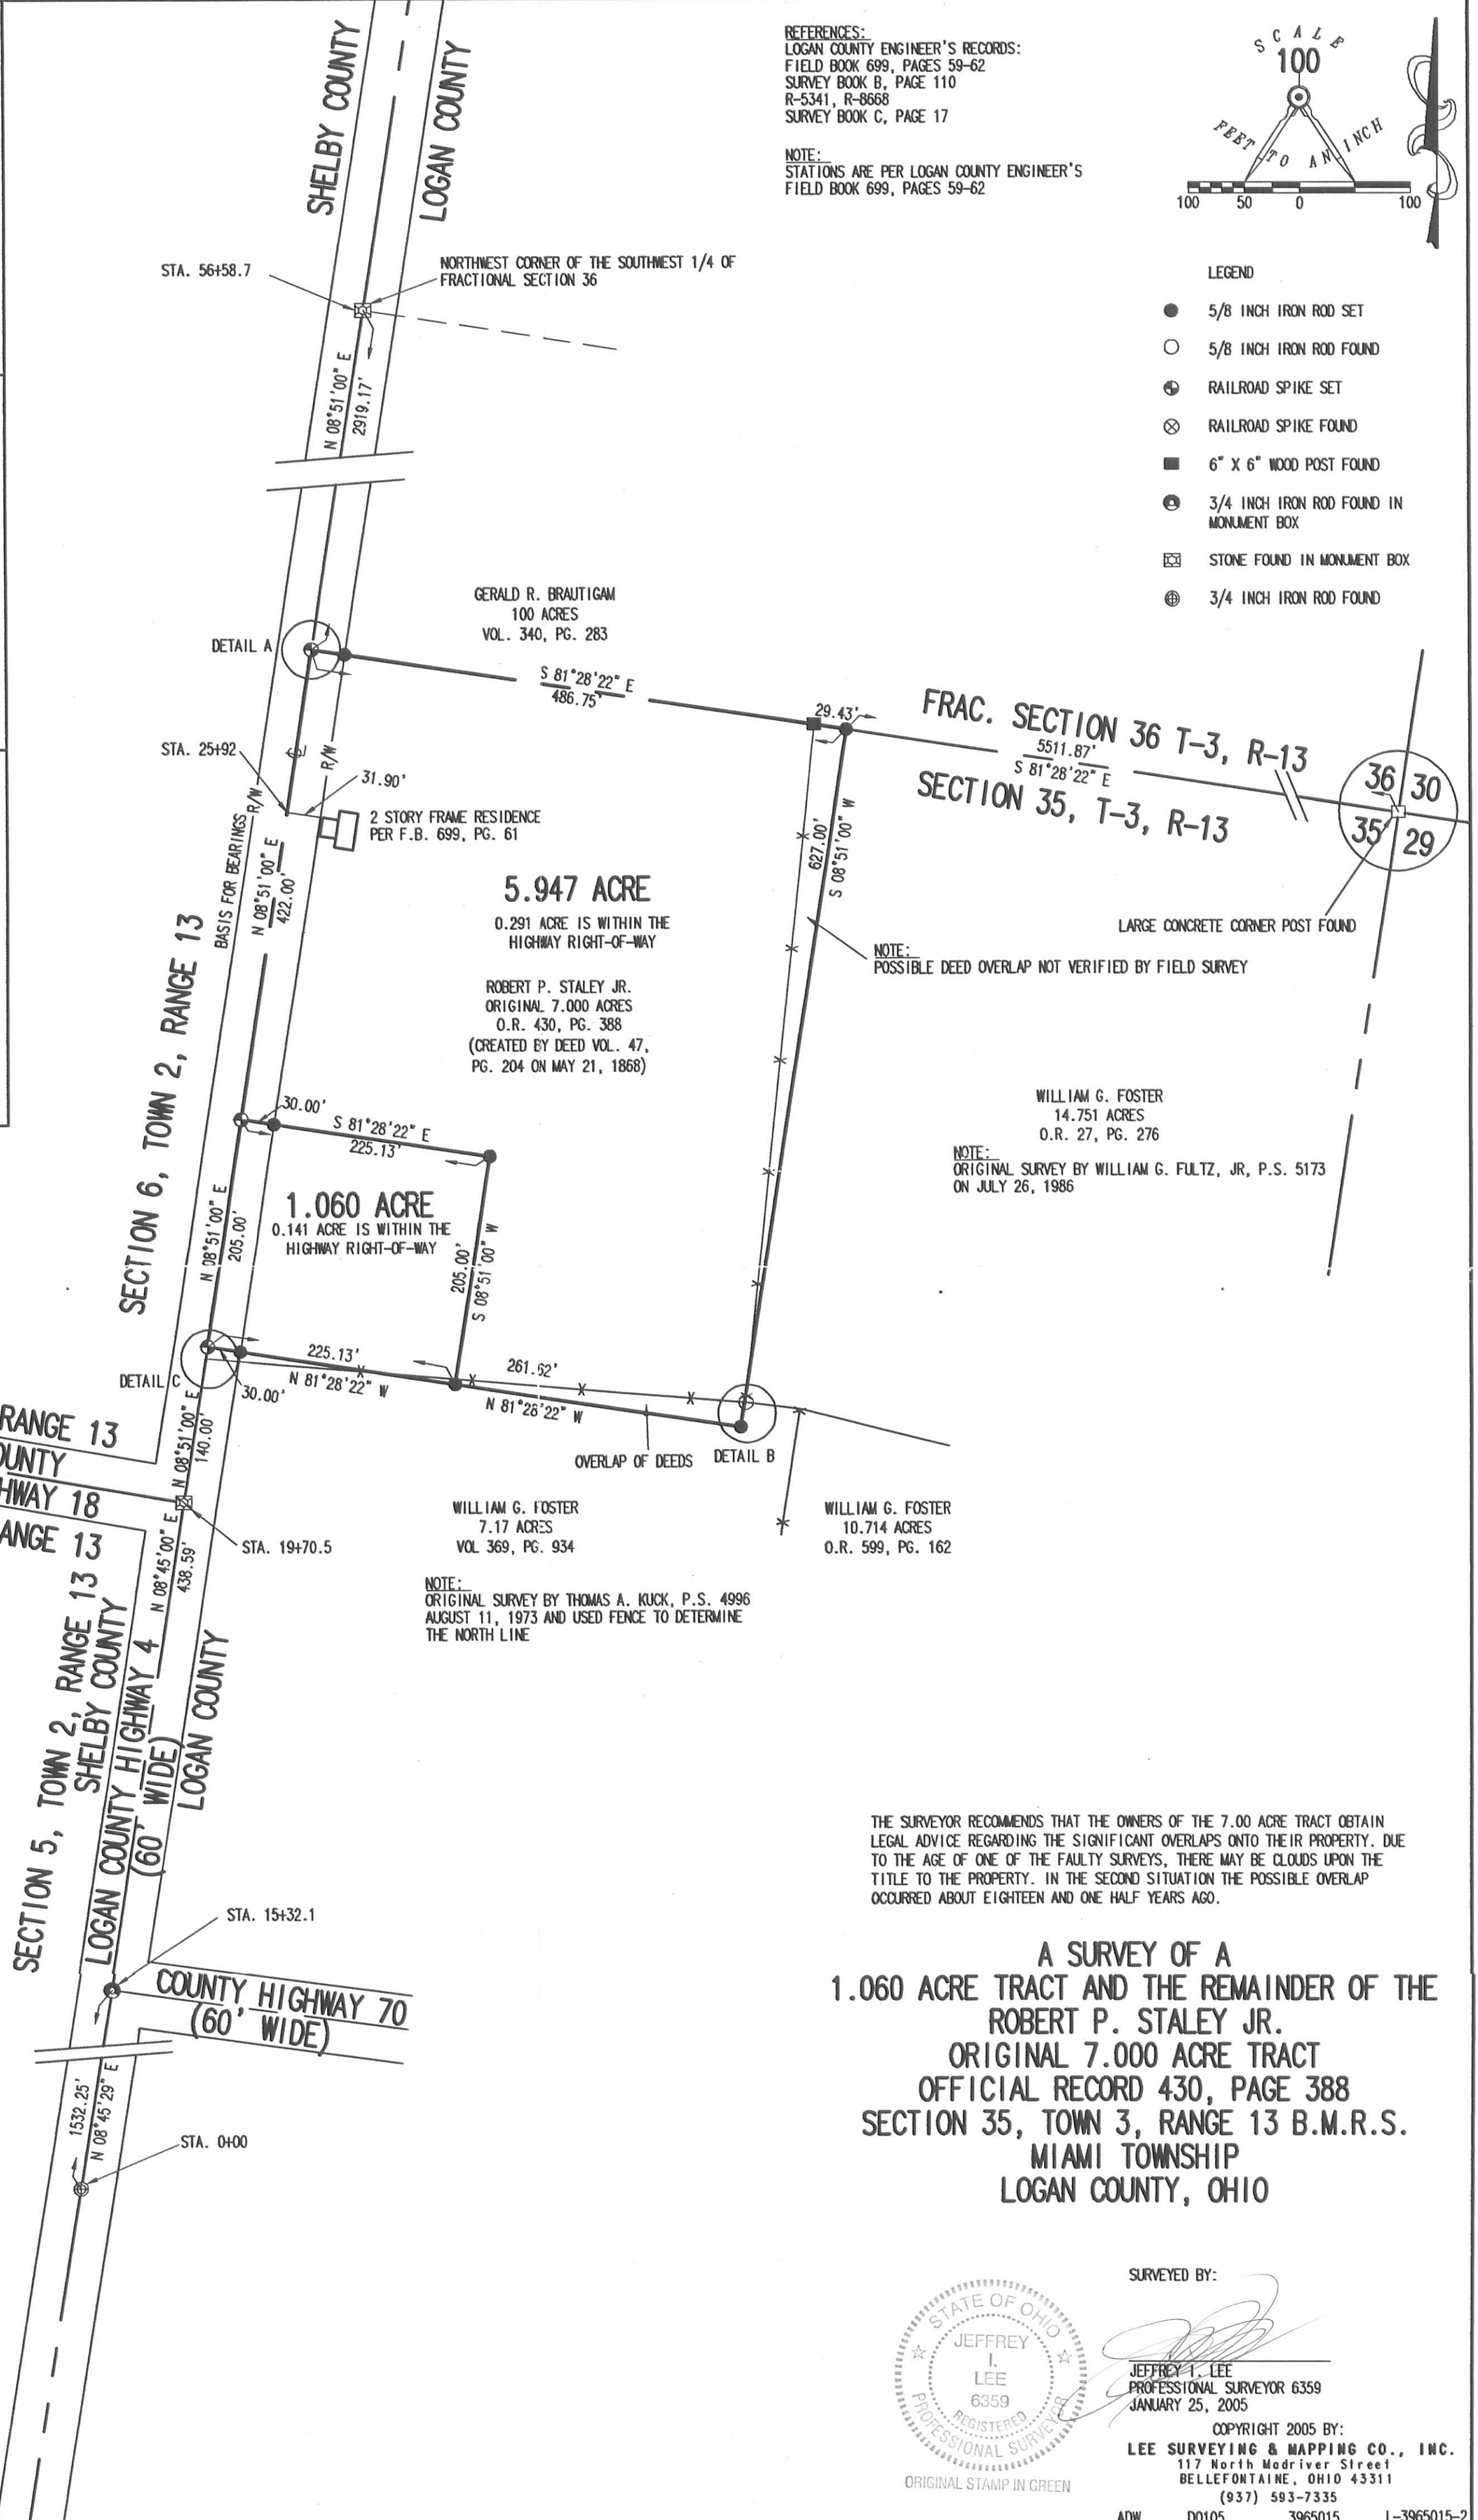 REFERENCES:
LOGAN COUNTY ENGINEER'S RECORDS:
FIELD BOOK 699, PAGES 59-62
SURVEY BOOK B, PAGE 110
R-5341, R-8668
SURVEY BOOK C, PAGE 17
NOTE:
STATIONS ARE PER LOGAN COUNTY ENGINEER'S
FIELD BOOK 699, PAGES 59-62
SCALE
100
FEET TO AN INCH
100 50 0 100
LEGEND
5/8 INCH IRON ROD SET
5/8 INCH IRON ROD FOUND
RAILROAD SPIKE SET
RAILROAD SPIKE FOUND
6" X 6" WOOD POST FOUND
3/4 INCH IRON ROD FOUND IN
MONUMENT BOX
STONE FOUND IN MONUMENT BOX
3/4 INCH IRON ROD FOUND
SHELBY COUNTY
LOGAN COUNTY
STA. 56+58.7
NORTHWEST CORNER OF THE SOUTHWEST 1/4 OF
FRACTIONAL SECTION 36
N 08°51'00" E
2919.17'
GERALD R. BRAUTIGAM
100 ACRES
VOL. 340, PG. 283
DETAIL A
S 81°28'22" E
486.75'
29.43'
FRAC. SECTION 36 T-3, R-13
5511.87'
S 81°28'22" E
SECTION 35, T-3, R-13
36 30
35 29
LARGE CONCRETE CORNER POST FOUND
STA. 25+92
R/W
R/W
31.90'
2 STORY FRAME RESIDENCE
PER F.B. 699, PG. 61
BASIS FOR BEARINGS
N 08°51'00" E
422.00'
627.00'
S 08°51'00" W
5.947 ACRE
0.291 ACRE IS WITHIN THE
HIGHWAY RIGHT-OF-WAY
ROBERT P. STALEY JR.
ORIGINAL 7.000 ACRES
O.R. 430, PG. 388
(CREATED BY DEED VOL. 47,
PG. 204 ON MAY 21, 1868)
NOTE:
POSSIBLE DEED OVERLAP NOT VERIFIED BY FIELD SURVEY
SECTION 6, TOWN 2, RANGE 13
WILLIAM G. FOSTER
14.751 ACRES
O.R. 27, PG. 276
NOTE:
ORIGINAL SURVEY BY WILLIAM G. FULTZ, JR, P.S. 5173
ON JULY 26, 1986
30.00'
S 81°28'22" E
225.13'
1.060 ACRE
0.141 ACRE IS WITHIN THE
HIGHWAY RIGHT-OF-WAY
N 08°51'00" E
205.00'
205.00'
S 08°51'00" W
DETAIL C
30.00'
225.13'
N 81°28'22" W
261.62'
N 81°28'22" W
OVERLAP OF DEEDS
DETAIL B
N 08°51'00" E
140.00'
RANGE 13
OUNTY
HWAY 18
ANGE 13
STA. 19+70.5
N 08°45'00" E
438.59'
WILLIAM G. FOSTER
7.17 ACRES
VOL 369, PG. 934
WILLIAM G. FOSTER
10.714 ACRES
O.R. 599, PG. 162
NOTE:
ORIGINAL SURVEY BY THOMAS A. KUCK, P.S. 4996
AUGUST 11, 1973 AND USED FENCE TO DETERMINE
THE NORTH LINE
SECTION 5, TOWN 2, RANGE 13
SHELBY COUNTY
LOGAN COUNTY HIGHWAY 4
(60' WIDE)
LOGAN COUNTY
STA. 15+32.1
COUNTY HIGHWAY 70
(60' WIDE)
1532.25'
N 08°45'29" E
STA. 0+00
THE SURVEYOR RECOMMENDS THAT THE OWNERS OF THE 7.00 ACRE TRACT OBTAIN
LEGAL ADVICE REGARDING THE SIGNIFICANT OVERLAPS ONTO THEIR PROPERTY. DUE
TO THE AGE OF ONE OF THE FAULTY SURVEYS, THERE MAY BE CLOUDS UPON THE
TITLE TO THE PROPERTY. IN THE SECOND SITUATION THE POSSIBLE OVERLAP
OCCURRED ABOUT EIGHTEEN AND ONE HALF YEARS AGO.
A SURVEY OF A
1.060 ACRE TRACT AND THE REMAINDER OF THE
ROBERT P. STALEY JR.
ORIGINAL 7.000 ACRE TRACT
OFFICIAL RECORD 430, PAGE 388
SECTION 35, TOWN 3, RANGE 13 B.M.R.S.
MIAMI TOWNSHIP
LOGAN COUNTY, OHIO
SURVEYED BY:
STATE OF OHIO
JEFFREY
I.
LEE
6359
REGISTERED
PROFESSIONAL SURVEYOR
ORIGINAL STAMP IN GREEN
JEFFREY I. LEE
PROFESSIONAL SURVEYOR 6359
JANUARY 25, 2005
COPYRIGHT 2005 BY:
LEE SURVEYING & MAPPING CO., INC.
117 North Madriver Street
BELLEFONTAINE, OHIO 43311
(937) 593-7335
ADW D0105 3965015 L-3965015-2